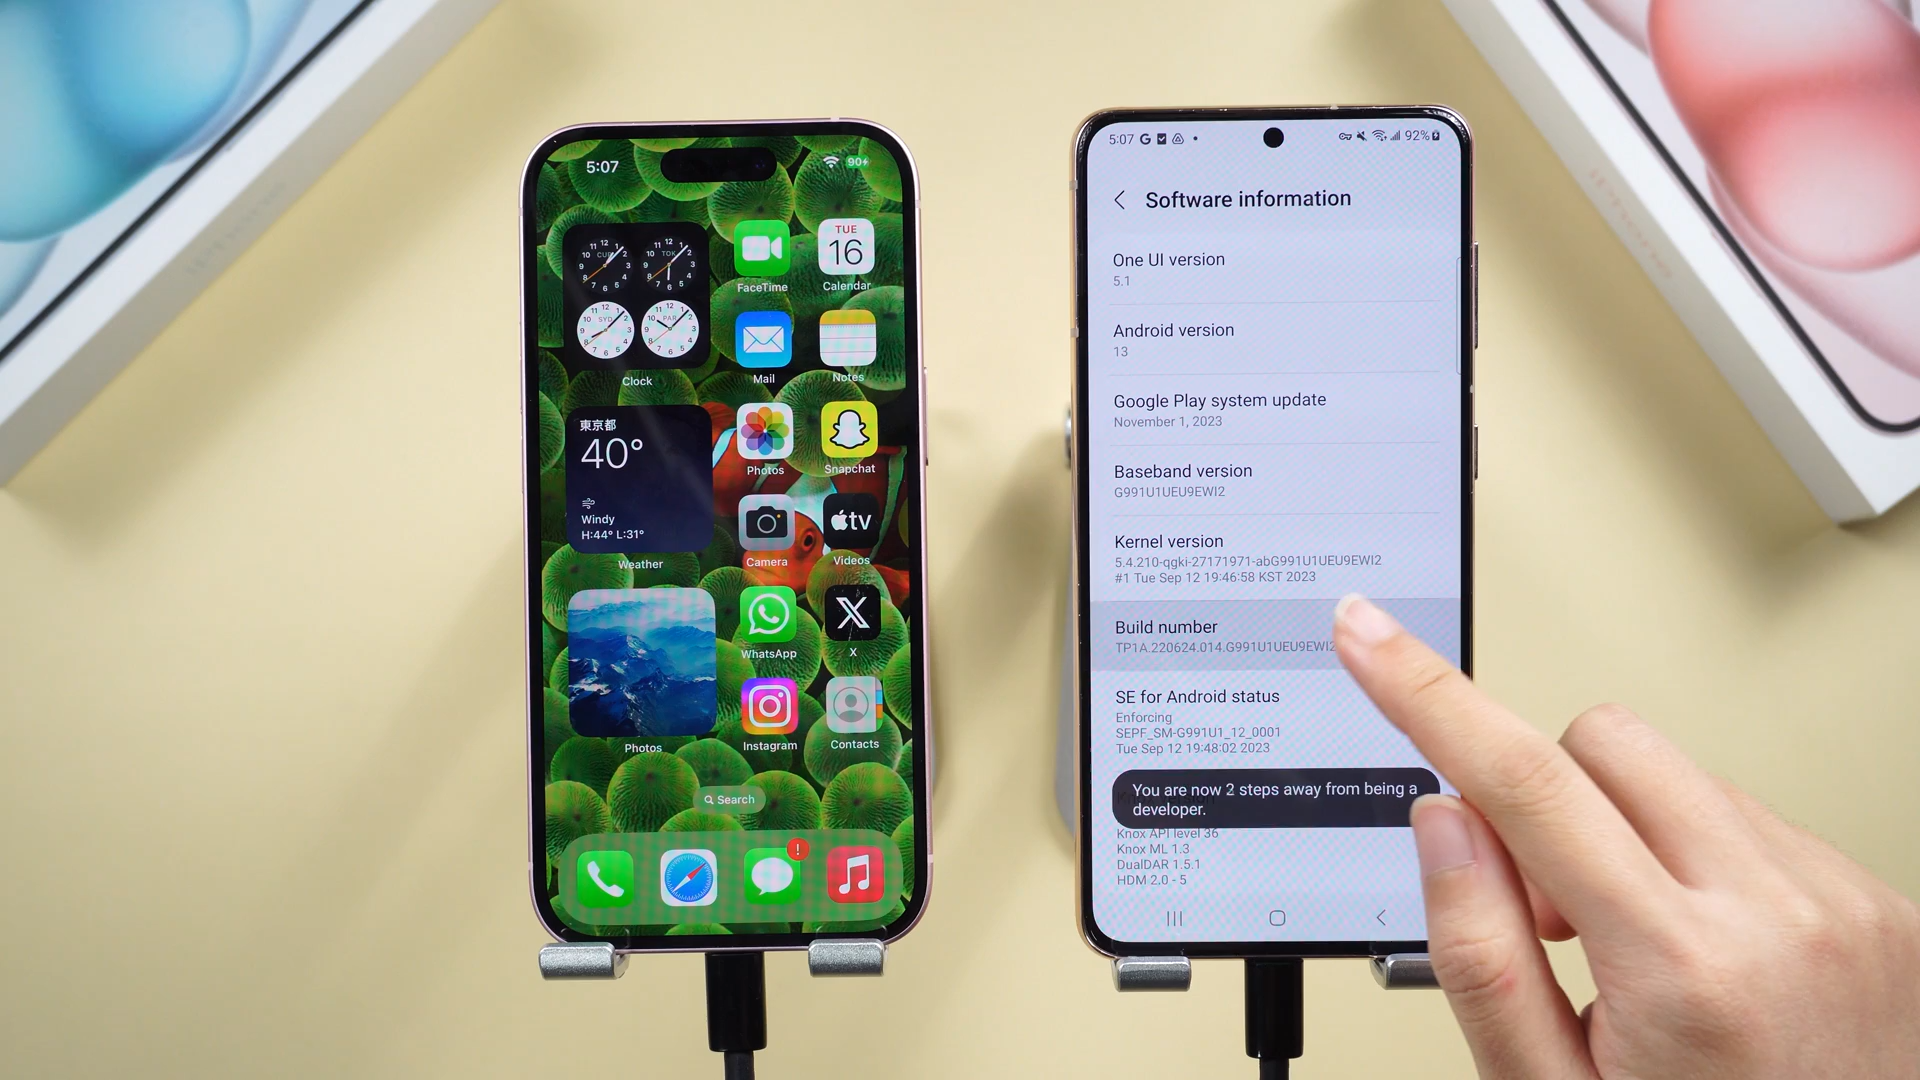 5:07
90
CUP
TOK
SYD
PAR
Clock
FaceTime
TUE
16
Calendar
Mail
Notes
東京都
40°
Windy
H:44° L:31°
Weather
Photos
Snapchat
Camera
tv
Videos
Photos
WhatsApp
X
Instagram
Contacts
Search
!
5:07
92%
Software information
One UI version
5.1
Android version
13
Google Play system update
November 1, 2023
Baseband version
G991U1UEU9EWI2
Kernel version
5.4.210-qgki-27171971-abG991U1UEU9EWI2
#1 Tue Sep 12 19:46:58 KST 2023
Build number
TP1A.220624.014.G991U1UEU9EWI2
SE for Android status
Enforcing
SEPF_SM-G991U1_12_0001
Tue Sep 12 19:48:02 2023
You are now 2 steps away from being a
developer.
Knox API level 36
Knox ML 1.3
DualDAR 1.5.1
HDM 2.0 - 5